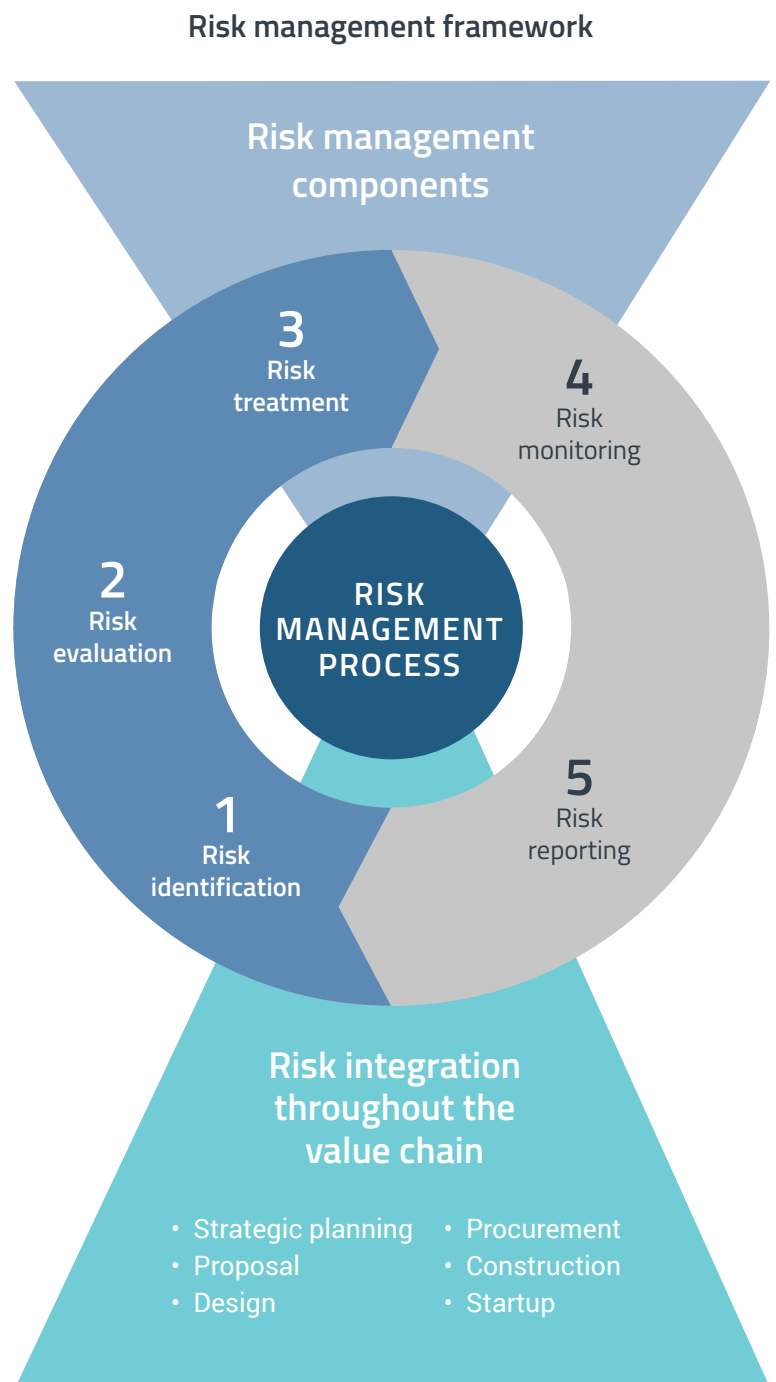 Risk management framework
Risk management
components
3
Risk
treatment
4
Risk
monitoring
2
Risk
evaluation
RISK
MANAGEMENT
PROCESS
1
Risk
identification
5
Risk
reporting
Risk integration
throughout the
value chain
• Strategic planning
• Proposal
• Design
• Procurement
• Construction
• Startup